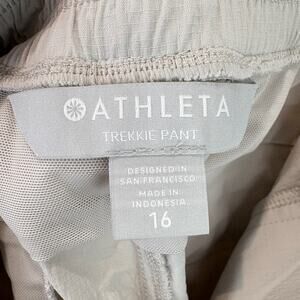 ATHLETA
TREKKIE PANT
DESIGNED IN
SAN FRANCISCO
MADE IN
INDONESIA
16